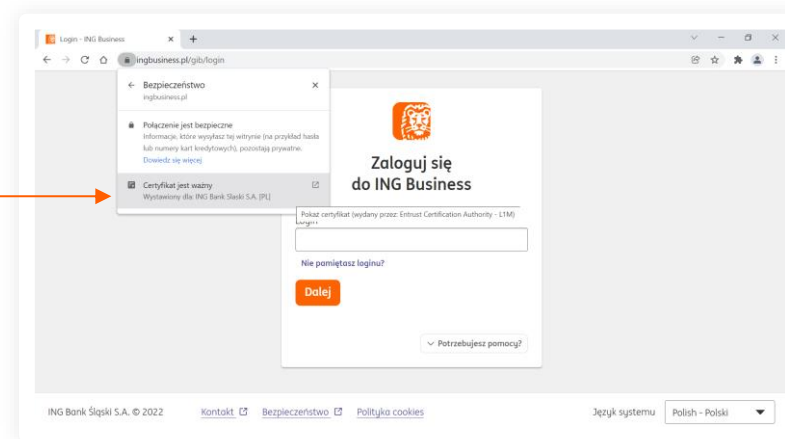 Login - ING Business
ingbusiness.pl/gib/login
Bezpieczeństwo
ingbusiness.pl
Połączenie jest bezpieczne
Informacje, które wysyłasz tej witrynie (na przykład hasła
lub numery kart kredytowych), pozostają prywatne.
Dowiedz się więcej
Certyfikat jest ważny
Wystawiony dla: ING Bank Slaski S.A. [PL]
Zaloguj się
do ING Business
Pokaż certyfikat (wydany przez: Entrust Certification Authority - L1M)
Login
Nie pamiętasz loginu?
Dalej
Potrzebujesz pomocy?
ING Bank Śląski S.A. © 2022 Kontakt Bezpieczeństwo Polityka cookies Język systemu Polish - Polski